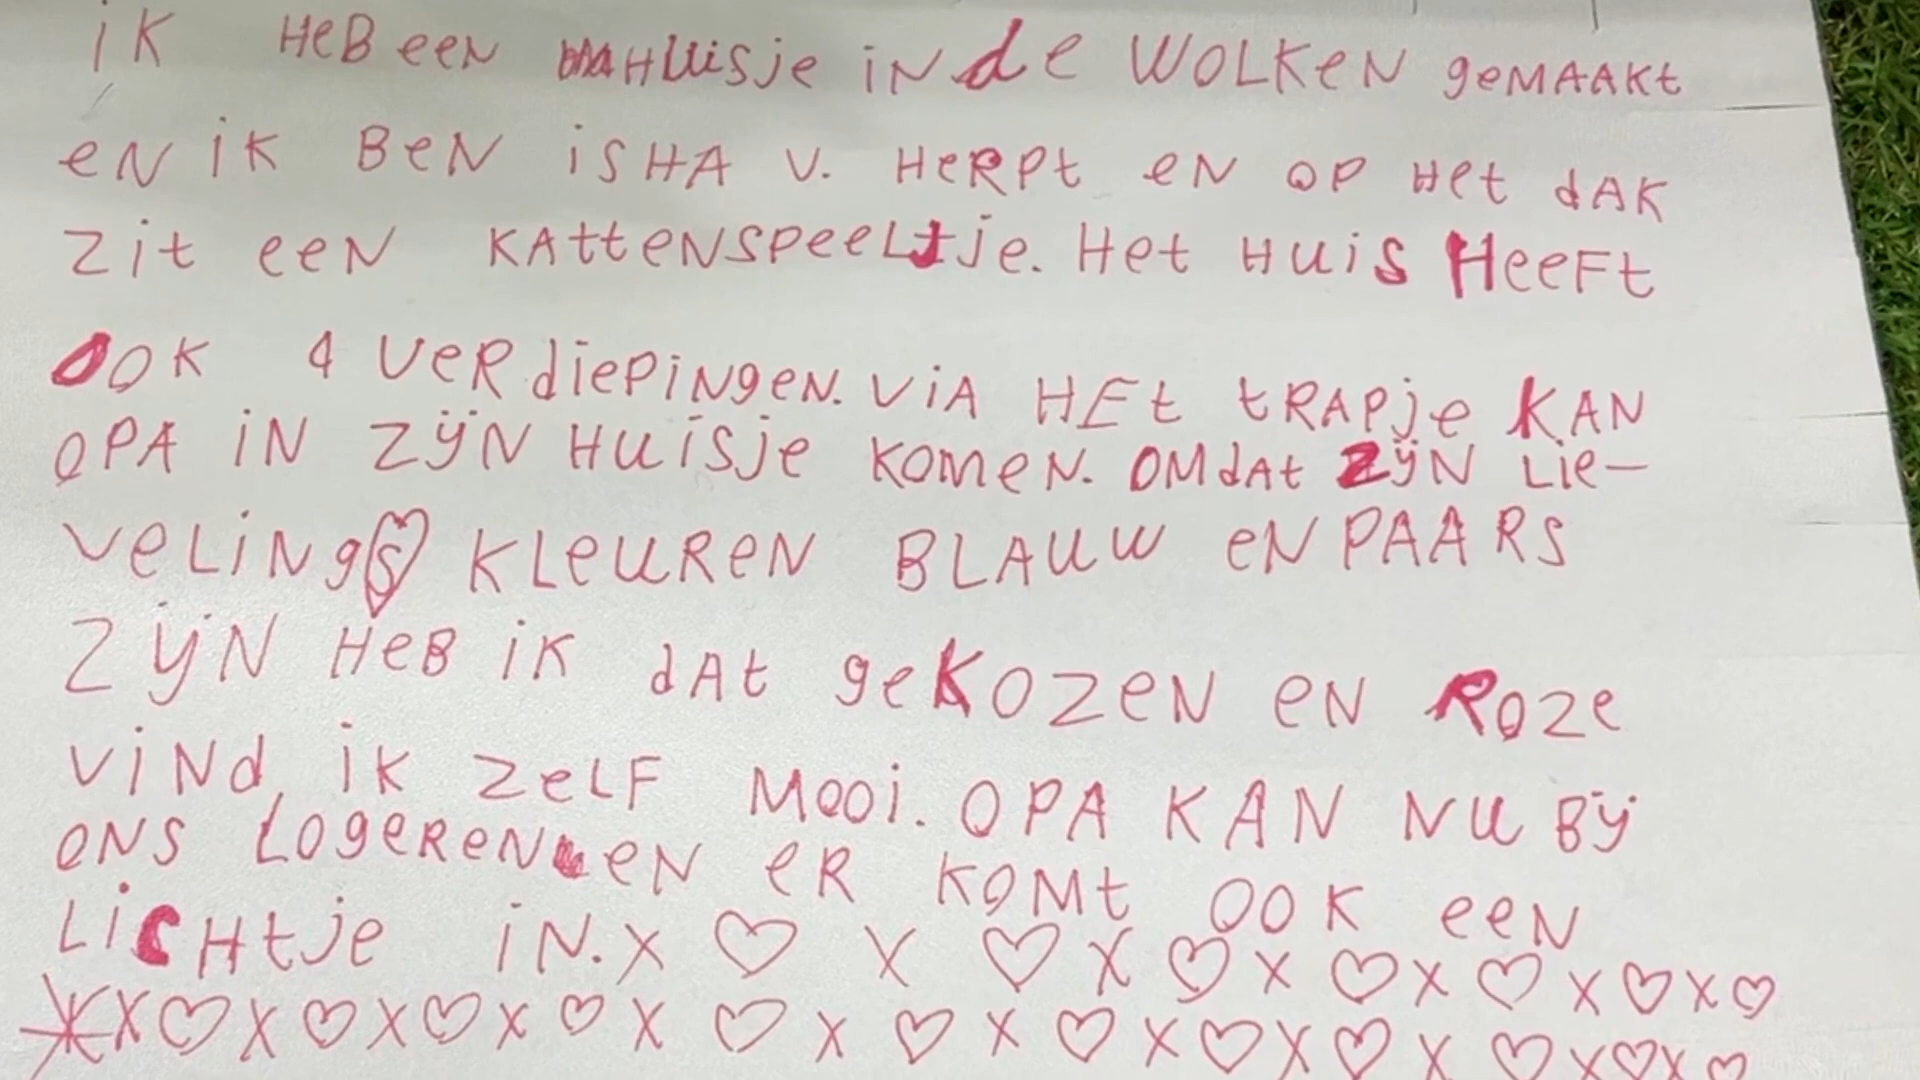 iK HeB eeN Huisje iN de WOLKeN geMAAKt
eN iK BeN iSHA V. HeRPt eN OP Het dAK
Zit eeN KAtteNSPeeLtje. Het HuiS HeeFt
OOK 4 VeRdiepiNgeN. ViA HEt tRAPje KAN
OPA iN ZijN HuiSje KOMeN. OMdAt ZijN Lie-
VeLiNgS KLeuReN BLAuW eN PAARS
ZijN HeB iK dAt geKOZeN eN ROZe
ViNd iK ZeLF MOOi. OPA KAN Nu Bij
ONS LOgeReN eN eR KOMt OOK eeN
LiCHtje iN. X ♡ X ♡ X ♡ X ♡ X ♡ X ♡ X ♡
X ♡ X ♡ X ♡ X ♡ X ♡ X ♡ X ♡ X ♡ X ♡ X ♡ X ♡ X ♡